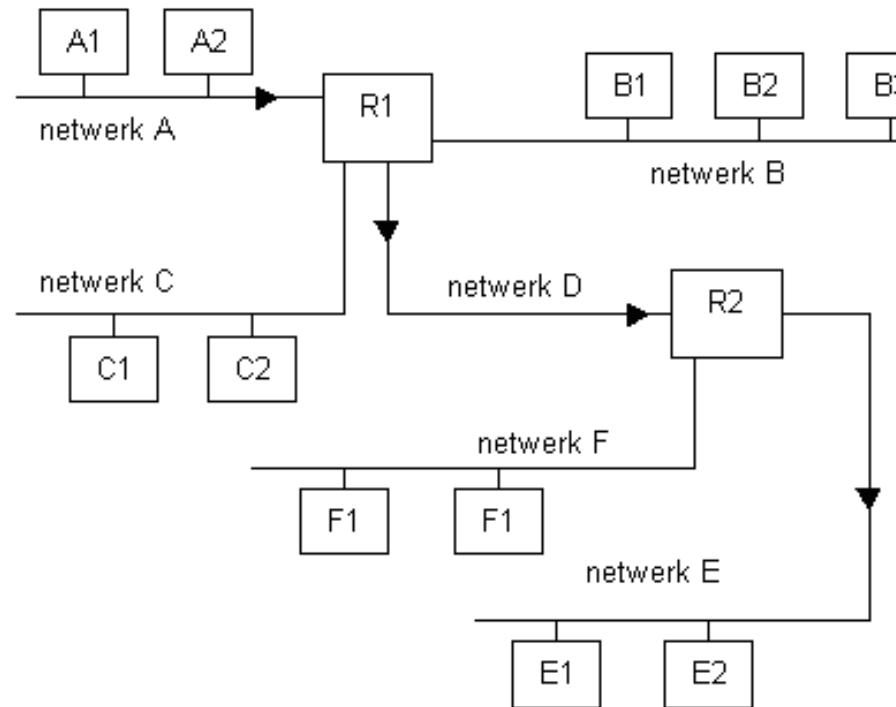 A1
A2
R1
B1
B2
netwerk A
netwerk B
netwerk C
netwerk D
R2
C1
C2
netwerk F
F1
F1
netwerk E
E1
E2